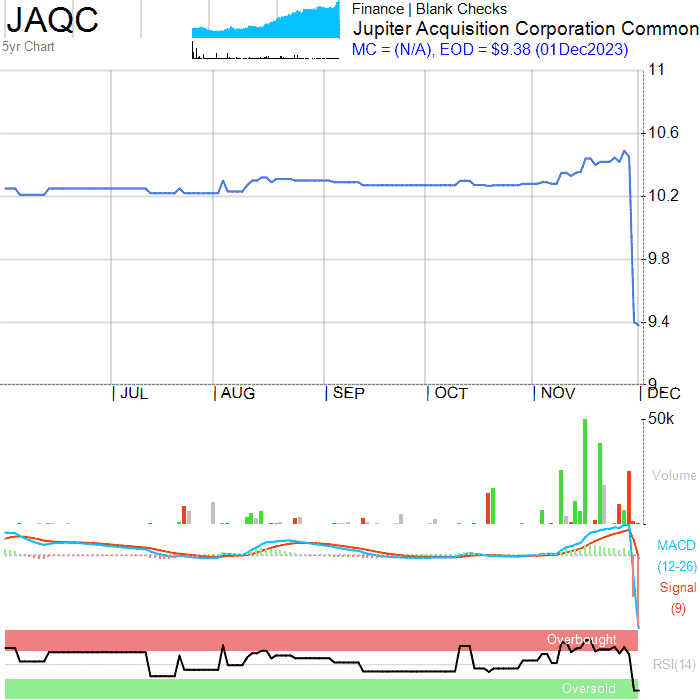 JAQC
5yr Chart
Finance | Blank Checks
Jupiter Acquisition Corporation Common
MC = (N/A), EOD = $9.38 (01Dec2023)
11
10.6
10.2
9.8
9.4
9
JUL AUG SEP OCT NOV DEC
50k
Volume
MACD
(12-26)
Signal
(9)
Overbought
RSI(14)
Oversold